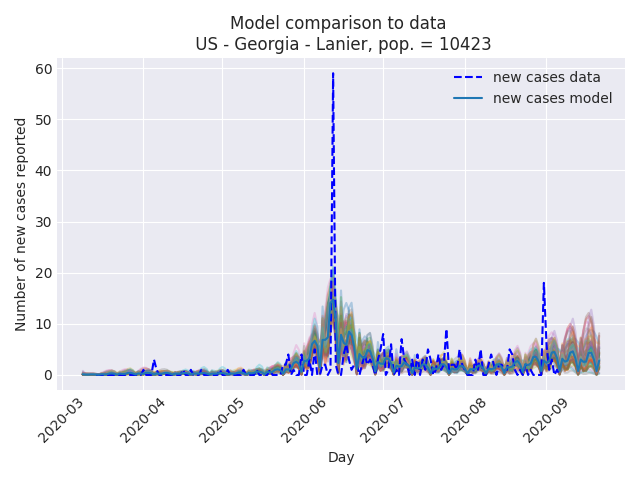 Model comparison to data
US - Georgia - Lanier, pop. = 10423
new cases data
new cases model
Number of new cases reported
60
50
40
30
20
10
0
2020-03
2020-04
2020-05
2020-06
2020-07
2020-08
2020-09
Day